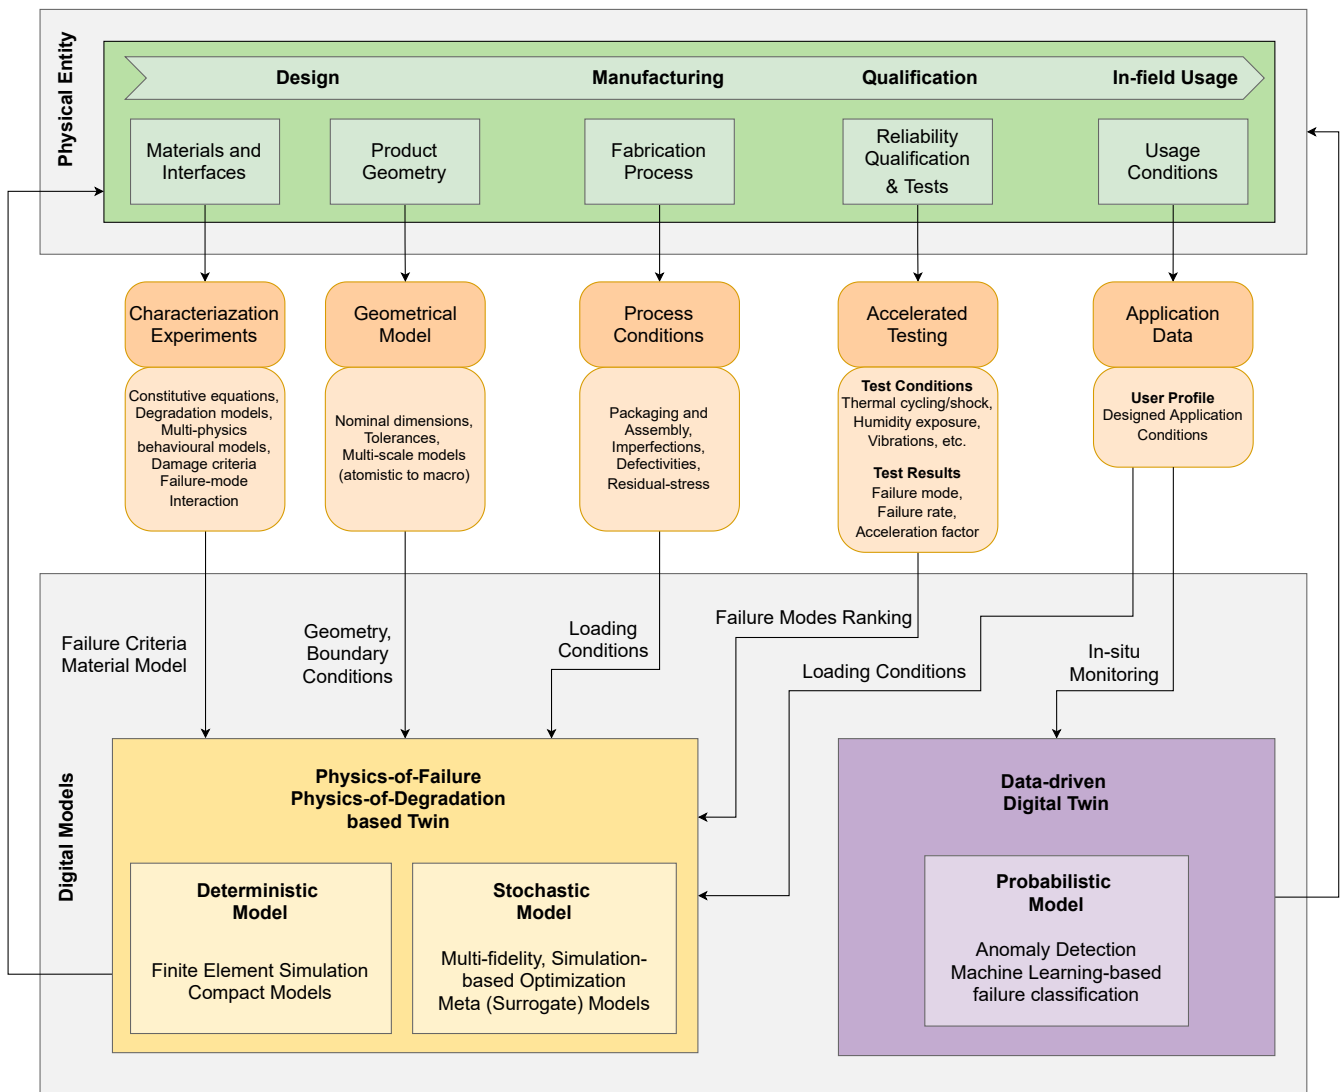 Physical Entity
Design
Manufacturing
Qualification
In-field Usage
Materials and
Interfaces
Product
Geometry
Fabrication
Process
Reliability
Qualification
& Tests
Usage
Conditions
Characteriazation
Experiments
Geometrical
Model
Process
Conditions
Accelerated
Testing
Application
Data
Constitutive equations,
Degradation models,
Multi-physics
behavioural models,
Damage criteria
Failure-mode
Interaction
Nominal dimensions,
Tolerances,
Multi-scale models
(atomistic to macro)
Packaging and
Assembly,
Imperfections,
Defectivities,
Residual-stress
Test Conditions
Thermal cycling/shock,
Humidity exposure,
Vibrations, etc.
Test Results
Failure mode,
Failure rate,
Acceleration factor
User Profile
Designed Application
Conditions
Failure Criteria
Material Model
Geometry,
Boundary
Conditions
Loading
Conditions
Failure Modes Ranking
Loading Conditions
In-situ
Monitoring
Digital Models
Physics-of-Failure
Physics-of-Degradation
based Twin
Deterministic
Model
Finite Element Simulation
Compact Models
Stochastic
Model
Multi-fidelity, Simulation-
based Optimization
Meta (Surrogate) Models
Data-driven
Digital Twin
Probabilistic
Model
Anomaly Detection
Machine Learning-based
failure classification